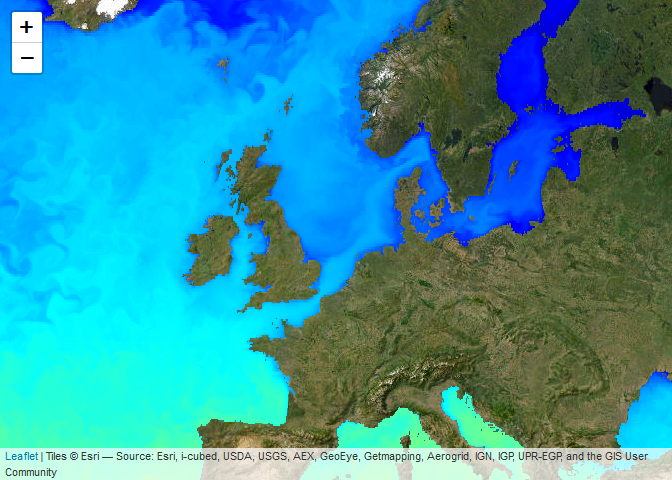 +
−
Leaflet | Tiles © Esri — Source: Esri, i-cubed, USDA, USGS, AEX, GeoEye, Getmapping, Aerogrid, IGN, IGP, UPR-EGP, and the GIS User
Community